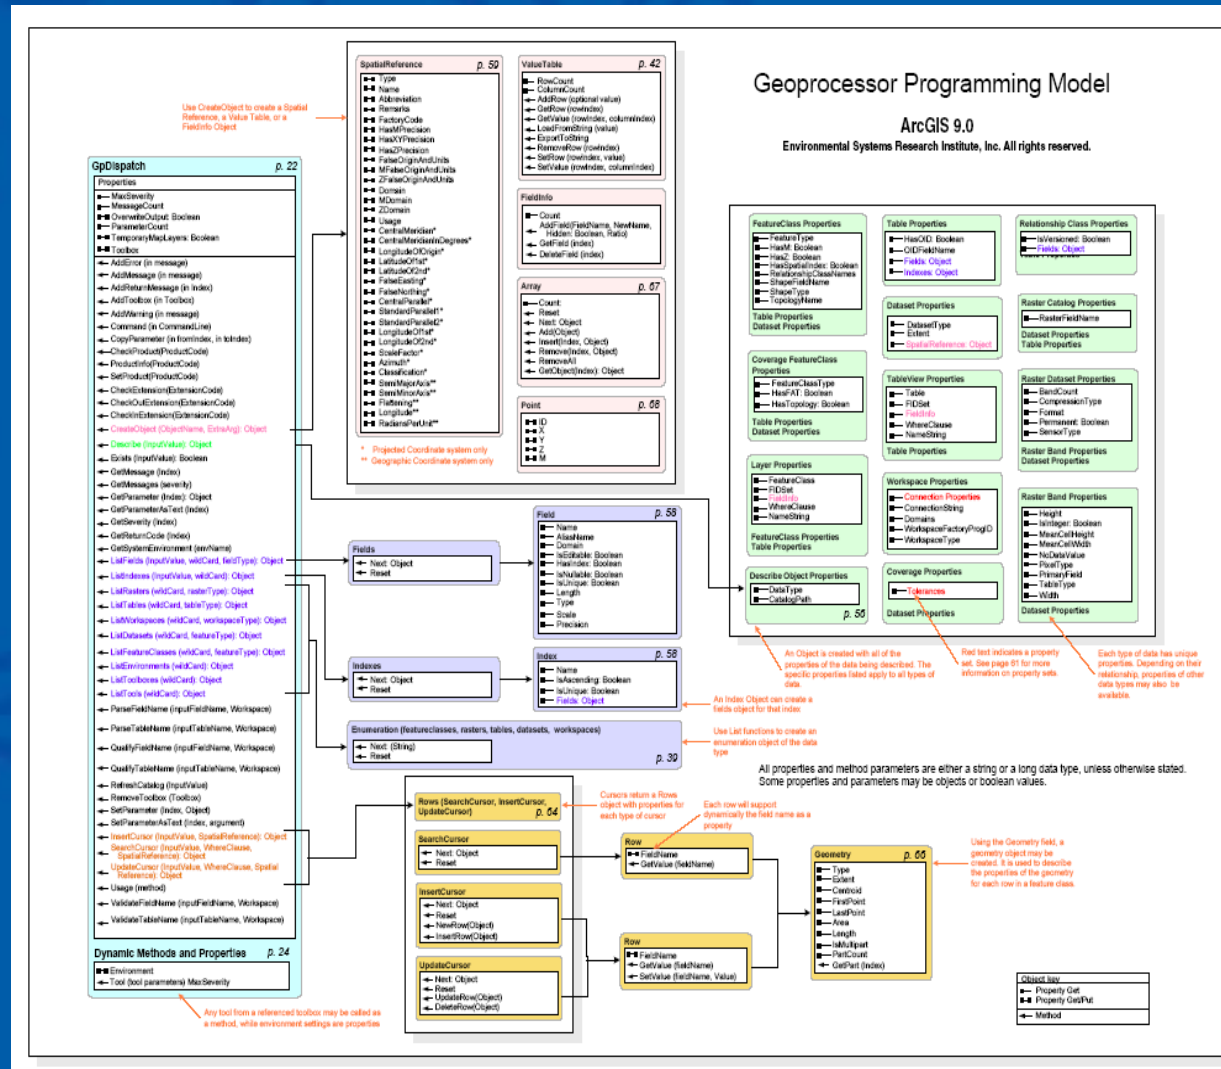 Geoprocessor Programming Model
ArcGIS 9.0
Environmental Systems Research Institute, Inc. All rights reserved.
Use CreateObject to create a Spatial
Reference, a Value Table, or a
FieldInfo Object
GpDispatch p. 22
Properties
MaxSeverity
MessageCount
OverwriteOutput: Boolean
ParameterCount
TemporaryMapLayers: Boolean
Toolbox
AddError (in message)
AddMessage (in message)
AddReturnMessage (in Index)
AddToolbox (in Toolbox)
AddWarning (in message)
Command (in CommandLine)
CopyParameter (in fromIndex, in toIndex)
CheckProduct(ProductCode)
ProductInfo(ProductCode)
SetProduct(ProductCode)
CheckExtension(ExtensionCode)
CheckOutExtension(ExtensionCode)
CheckInExtension(ExtensionCode)
CreateObject (ObjectName, ExtraArg): Object
Describe (InputValue): Object
Exists (InputValue): Boolean
GetMessage (Index)
GetMessages (severity)
GetParameter (Index): Object
GetParameterAsText (Index)
GetSeverity (Index)
GetReturnCode (Index)
GetSystemEnvironment (envName)
ListFields (InputValue, wildCard, fieldType): Object
ListIndexes (InputValue, wildCard): Object
ListRasters (wildCard, rasterType): Object
ListTables (wildCard, tableType): Object
ListWorkspaces (wildCard, workspaceType): Object
ListDatasets (wildCard, featureType): Object
ListFeatureClasses (wildCard, featureType): Object
ListEnvironments (wildCard): Object
ListToolboxes (wildCard): Object
ListTools (wildCard): Object
ParseFieldName (inputFieldName, Workspace)
ParseTableName (inputTableName, Workspace)
QualifyFieldName (inputFieldName, Workspace)
QualifyTableName (inputTableName, Workspace)
RefreshCatalog (InputValue)
RemoveToolbox (Toolbox)
SetParameter (Index, Object)
SetParameterAsText (Index, argument)
InsertCursor (InputValue, SpatialReference): Object
SearchCursor (InputValue, WhereClause,
SpatialReference): Object
UpdateCursor (InputValue, WhereClause, Spatial
Reference): Object
Usage (method)
ValidateFieldName (inputFieldName, Workspace)
ValidateTableName (inputTableName, Workspace)
Dynamic Methods and Properties p. 24
Environment
Tool (tool parameters) MaxSeverity
Any tool from a referenced toolbox may be called as
a method, while environment settings are properties
SpatialReference p. 59
Type
Name
Abbreviation
Remarks
FactoryCode
HasMPrecision
HasXYPrecision
HasZPrecision
FalseOriginAndUnits
MFalseOriginAndUnits
ZFalseOriginAndUnits
Domain
MDomain
ZDomain
Usage
CentralMeridian*
CentralMeridianInDegrees*
LongitudeOfOrigin*
LatitudeOf1st*
LatitudeOf2nd*
FalseEasting*
FalseNorthing*
CentralParallel*
StandardParallel1*
StandardParallel2*
LongitudeOf1st*
LongitudeOf2nd*
ScaleFactor*
Azimuth*
Classification*
SemiMajorAxis**
SemiMinorAxis**
Flattening**
Longitude**
RadiansPerUnit**
* Projected Coordinate system only
** Geographic Coordinate system only
ValueTable p. 42
RowCount
ColumnCount
AddRow (optional value)
GetRow (rowIndex)
GetValue (rowIndex, columnIndex)
LoadFromString (value)
ExportToString
RemoveRow (rowIndex)
SetRow (rowIndex, value)
SetValue (rowIndex, columnIndex)
FieldInfo
Count
AddField(FieldName, NewName,
Hidden: Boolean, Ratio)
GetField (index)
DeleteField (index)
Array p. 67
Count:
Reset
Next: Object
Add(Object)
Insert(Index, Object)
Remove(Index, Object)
RemoveAll
GetObject(Index): Object
Point p. 68
ID
X
Y
Z
M
Fields
Next: Object
Reset
Field p. 58
Name
AliasName
Domain
IsEditable: Boolean
HasIndex: Boolean
IsNullable: Boolean
IsUnique: Boolean
Length
Type
Scale
Precision
Indexes
Next: Object
Reset
Index p. 58
Name
IsAscending: Boolean
IsUnique: Boolean
Fields: Object
An Index Object can create a
fields object for that index
Enumeration (featureclasses, rasters, tables, datasets, workspaces)
Next: (String)
Reset
p. 39
Use List functions to create an
enumeration object of the data
type
Rows (SearchCursor, InsertCursor,
UpdateCursor) p. 64
Cursors return a Rows
object with properties for
each type of cursor
SearchCursor
Next: Object
Reset
InsertCursor
Next: Object
Reset
NewRow(Object)
InsertRow(Object)
UpdateCursor
Next: Object
Reset
UpdateRow(Object)
DeleteRow(Object)
Each row will support
dynamically the field name as a
property
Row
FieldName
GetValue (fieldName)
Row
FieldName
GetValue (fieldName)
SetValue (fieldName, Value)
Geometry p. 66
Type
Extent
Centroid
FirstPoint
LastPoint
Area
Length
IsMultipart
PartCount
GetPart (Index)
Using the Geometry field, a
geometry object may be
created. It is used to describe
the properties of the geometry
for each row in a feature class.
FeatureClass Properties
FeatureType
HasM: Boolean
HasZ: Boolean
HasSpatialIndex: Boolean
RelationshipClassNames
ShapeFieldName
ShapeType
TopologyName
Table Properties
Dataset Properties
Coverage FeatureClass
Properties
FeatureClassType
HasFAT: Boolean
HasTopology: Boolean
Table Properties
Dataset Properties
Layer Properties
FeatureClass
FIDSet
FieldInfo
WhereClause
NameString
FeatureClass Properties
Table Properties
Describe Object Properties
DataType
CatalogPath
p. 56
Table Properties
HasOID: Boolean
OIDFieldName
Fields: Object
Indexes: Object
Dataset Properties
DatasetType
Extent
SpatialReference: Object
TableView Properties
Table
FIDSet
FieldInfo
WhereClause
NameString
Table Properties
Workspace Properties
Connection Properties
ConnectionString
Domains
WorkspaceFactoryProgID
WorkspaceType
Coverage Properties
Tolerances
Dataset Properties
Relationship Class Properties
IsVersioned: Boolean
Fields: Object
Table Properties
Raster Catalog Properties
RasterFieldName
Dataset Properties
Table Properties
Raster Dataset Properties
BandCount
CompressionType
Format
Permanent: Boolean
SensorType
Raster Band Properties
Dataset Properties
Raster Band Properties
Height
IsInteger: Boolean
MeanCellHeight
MeanCellWidth
NoDataValue
PixelType
PrimaryField
TableType
Width
Dataset Properties
An Object is created with all of the
properties of the data being described. The
specific properties listed apply to all types of
data.
Red text indicates a property
set. See page 81 for more
information on property sets.
Each type of data has unique
properties. Depending on their
relationship, properties of other
data types may also be
available.
All properties and method parameters are either a string or a long data type, unless otherwise stated.
Some properties and parameters may be objects or boolean values.
Object key
Property Get
Property Get/Put
Method